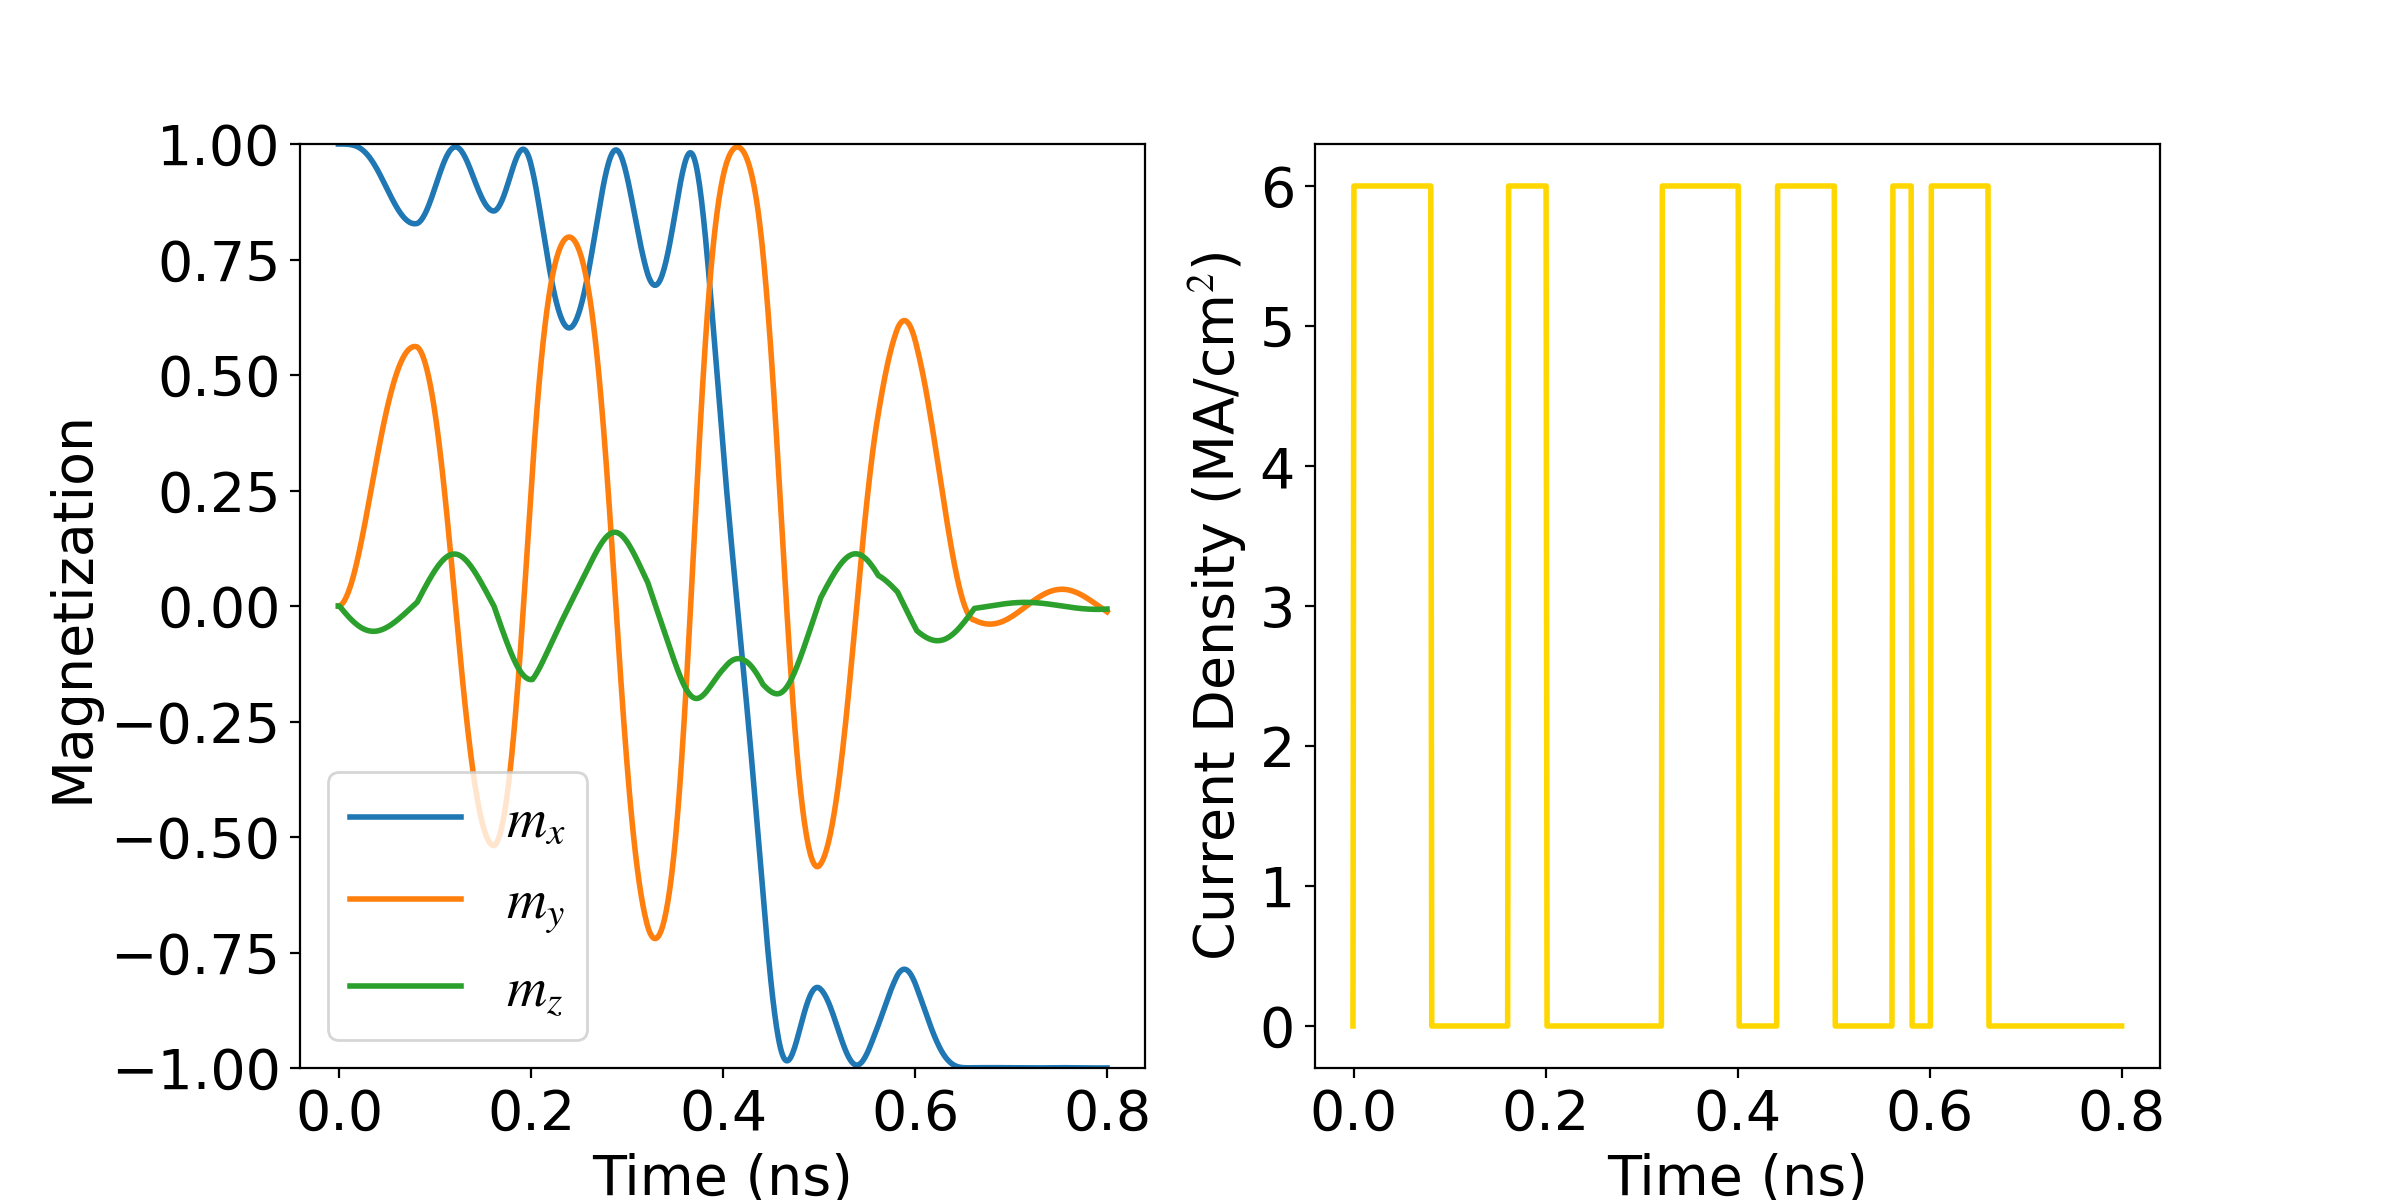 Magnetization
1.00
0.75
0.50
0.25
0.00
−0.25
−0.50
−0.75
−1.00
m_x
m_y
m_z
0.0 0.2 0.4 0.6 0.8
Time (ns)
Current Density (MA/cm²)
6
5
4
3
2
1
0
0.0 0.2 0.4 0.6 0.8
Time (ns)